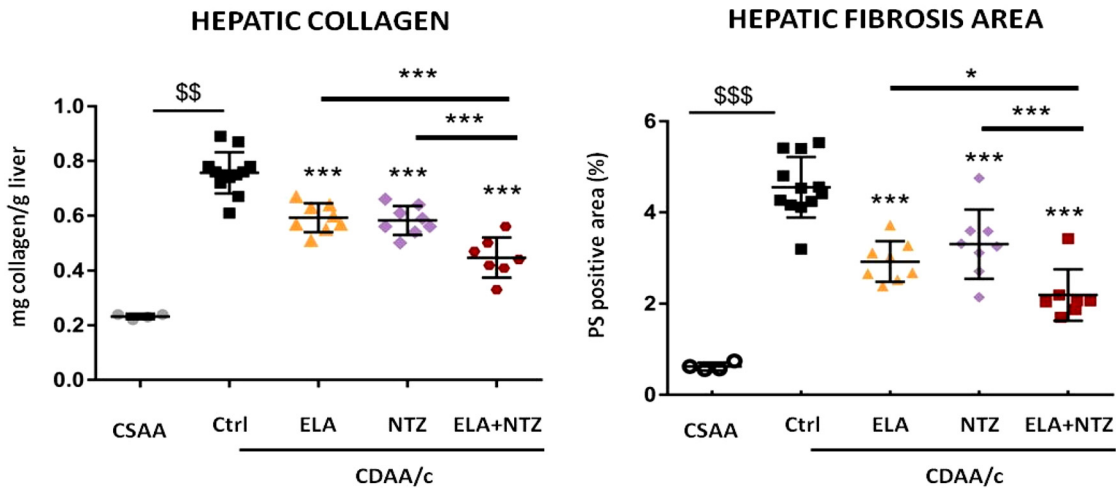 HEPATIC COLLAGEN
***
$$
***
1.0
0.8
0.6
0.4
0.2
0.0
mg collagen/g liver
***
***
***
CSAA
Ctrl
ELA
NTZ
ELA+NTZ
CDAA/c
HEPATIC FIBROSIS AREA
*
$$$
***
6
4
2
0
PS positive area (%)
***
***
***
CSAA
Ctrl
ELA
NTZ
ELA+NTZ
CDAA/c